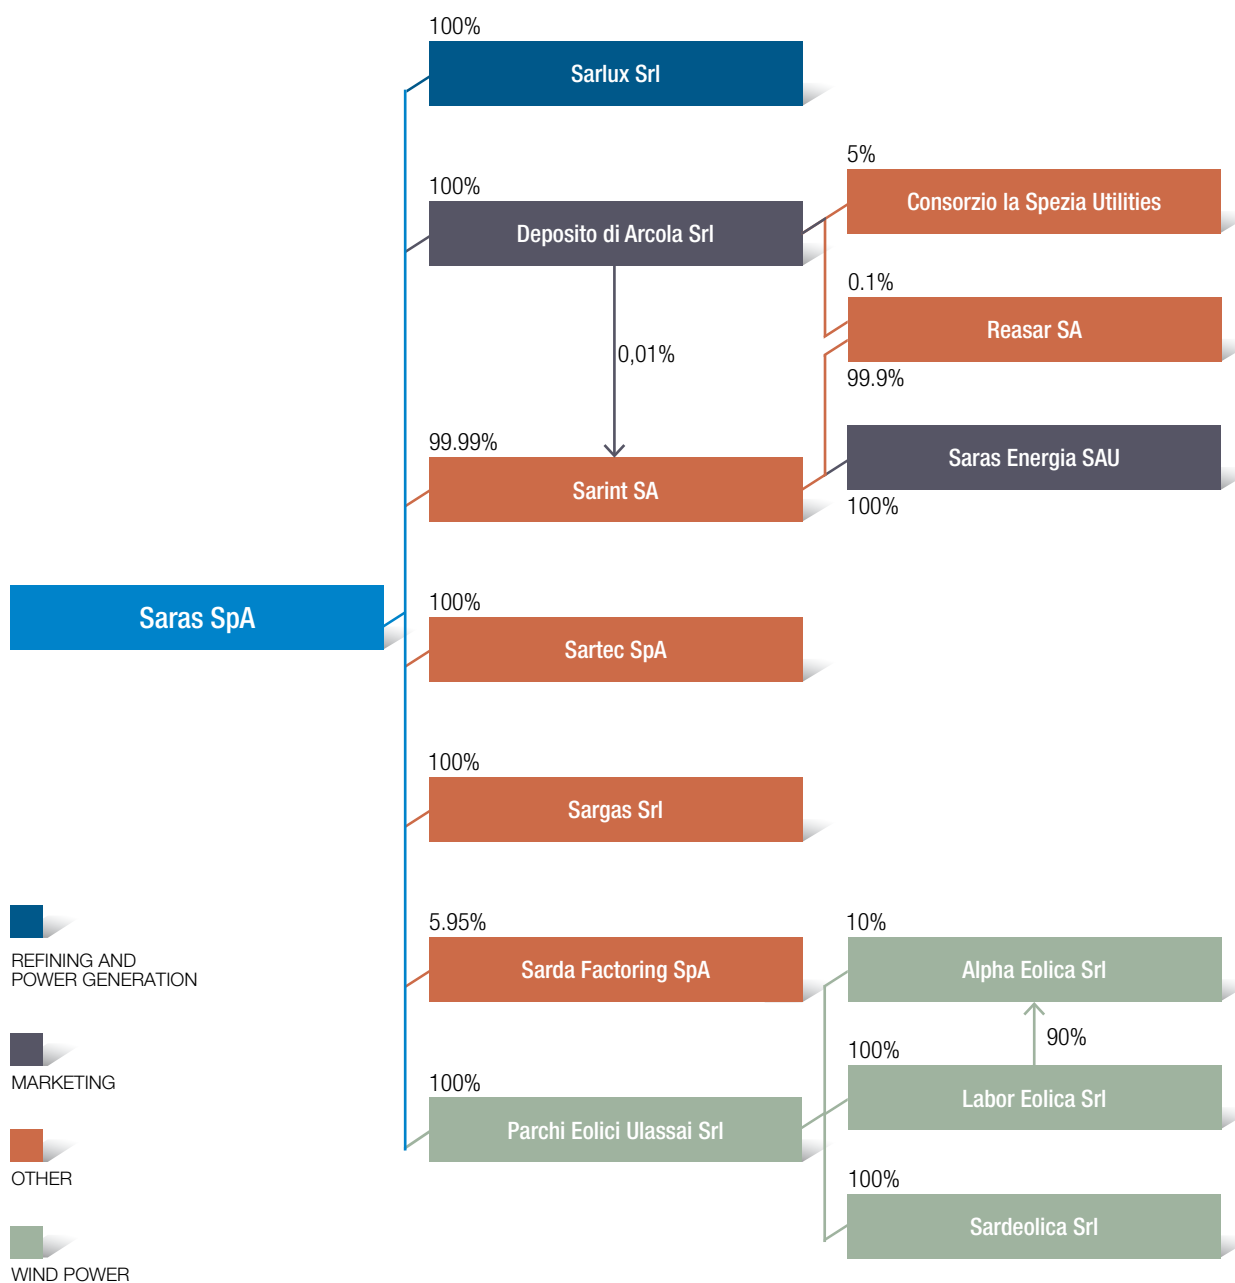 100%
Sarlux Srl
5%
Consorzio la Spezia Utilities
100%
Deposito di Arcola Srl
0.1%
Reasar SA
99.9%
0,01%
99.99%
Sarint SA
Saras Energia SAU
100%
Saras SpA
100%
Sartec SpA
100%
Sargas Srl
5.95%
Sarda Factoring SpA
10%
Alpha Eolica Srl
90%
100%
Labor Eolica Srl
100%
Parchi Eolici Ulassai Srl
100%
Sardeolica Srl
REFINING AND
POWER GENERATION
MARKETING
OTHER
WIND POWER